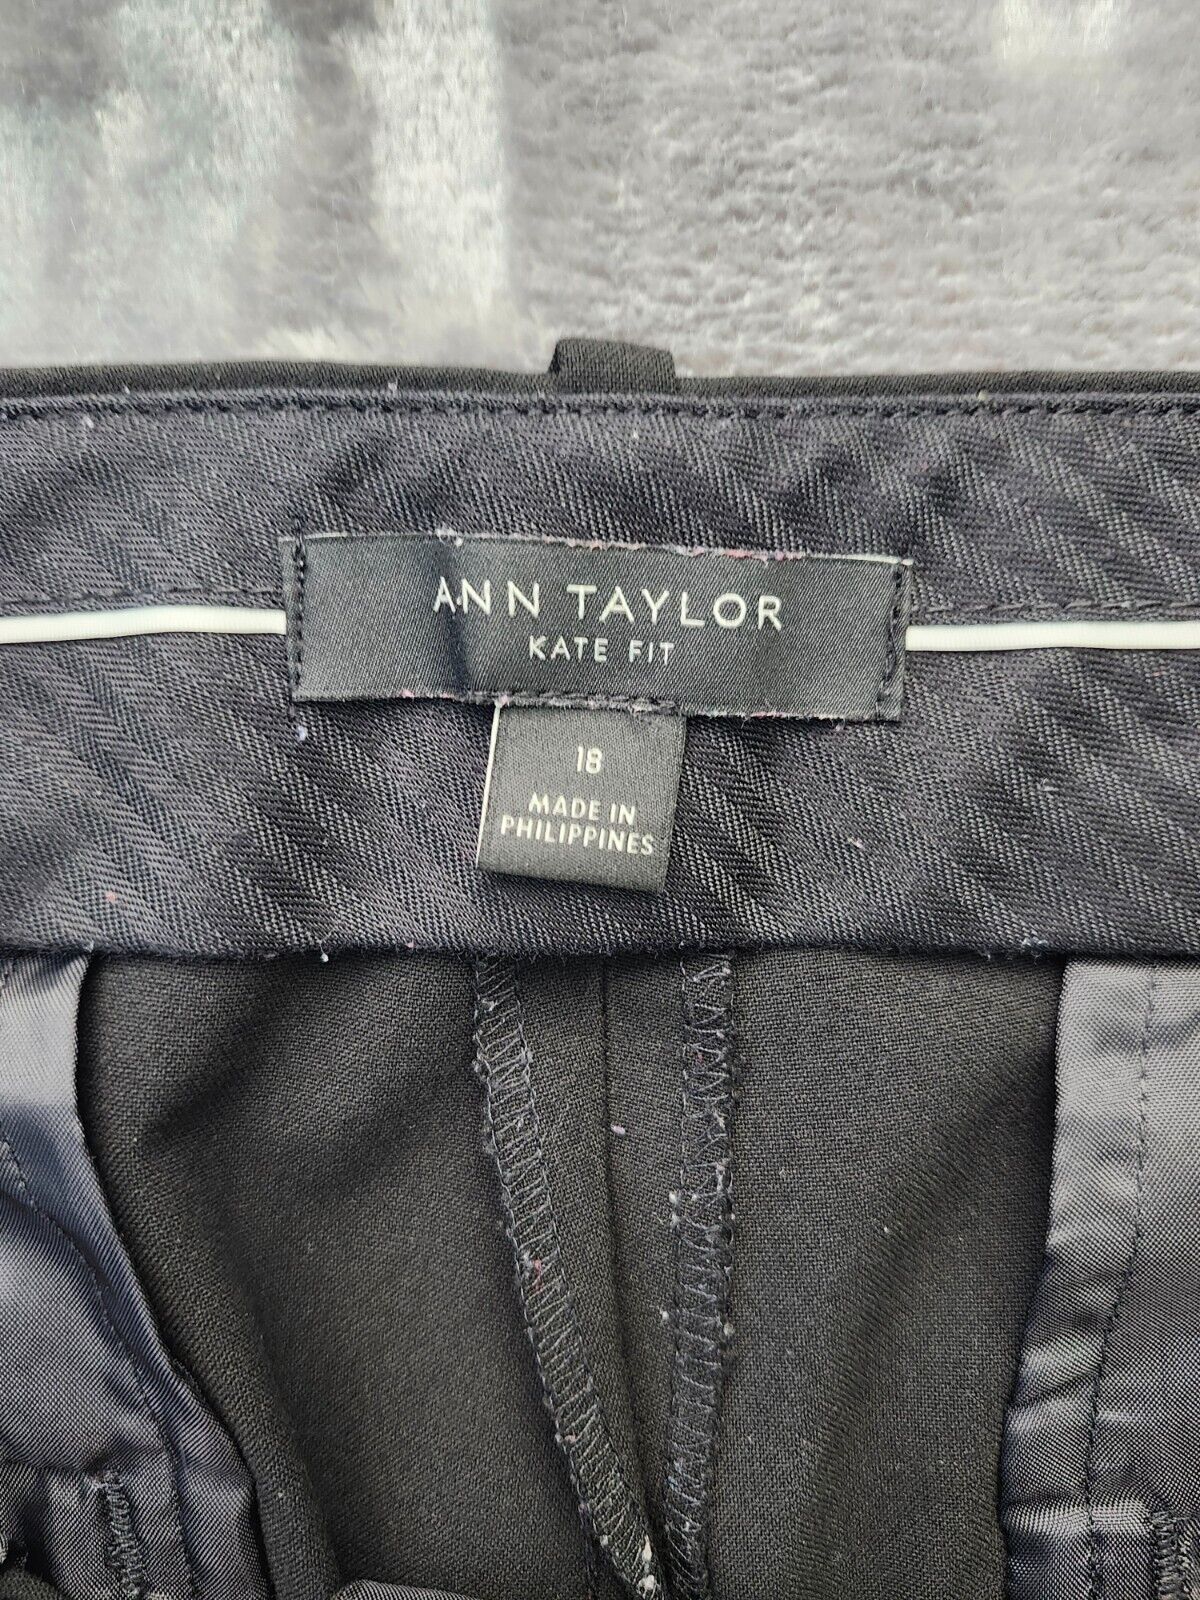 ANN TAYLOR
KATE FIT
18
MADE IN
PHILIPPINES